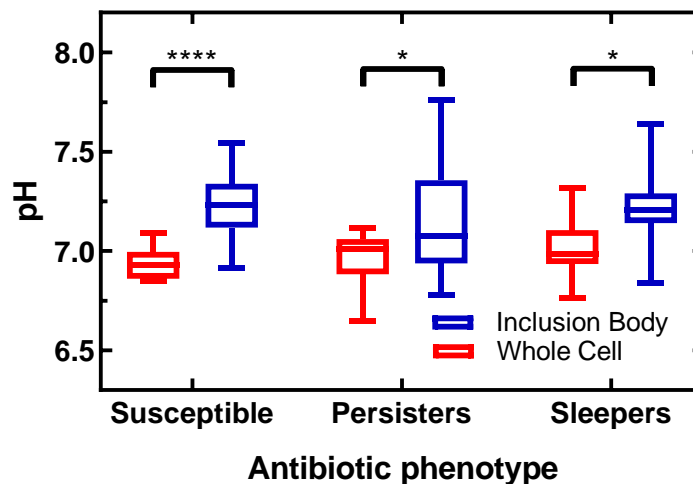 8.0
7.5
7.0
6.5
pH
****
*
*
Inclusion Body
Whole Cell
Susceptible
Persisters
Sleepers
Antibiotic phenotype